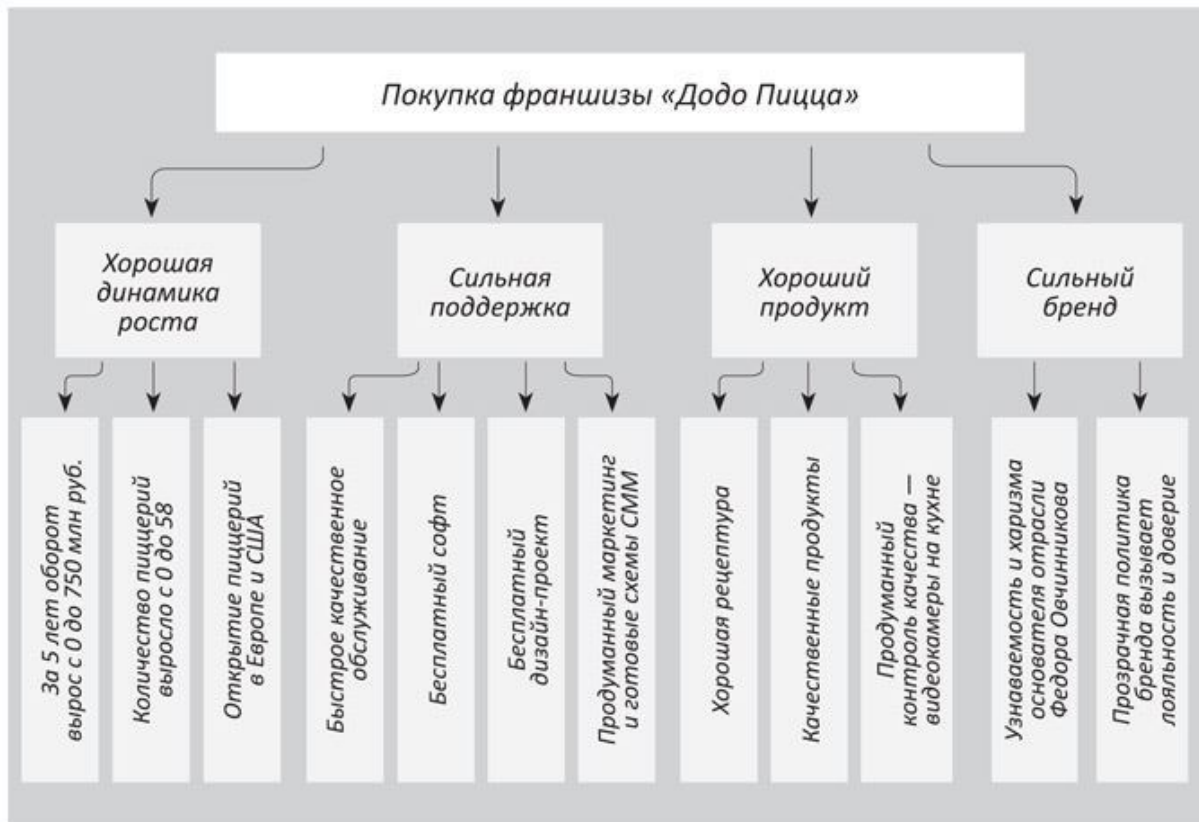 Покупка франшизы «Додо Пицца»
Хорошая
динамика
роста
Сильная
поддержка
Хороший
продукт
Сильный
бренд
За 5 лет оборот
вырос с 0 до 750 млн руб.
Количество пиццерий
выросло с 0 до 58
Открытие пиццерий
в Европе и США
Быстрое качественное
обслуживание
Бесплатный софт
Бесплатный
дизайн-проект
Продуманный маркетинг
и готовые схемы СММ
Хорошая рецептура
Качественные продукты
Продуманный
контроль качества —
видеокамеры на кухне
Узнаваемость и харизма
основателя отрасли
Федора Овчинникова
Прозрачная политика
бренда вызывает
лояльность и доверие